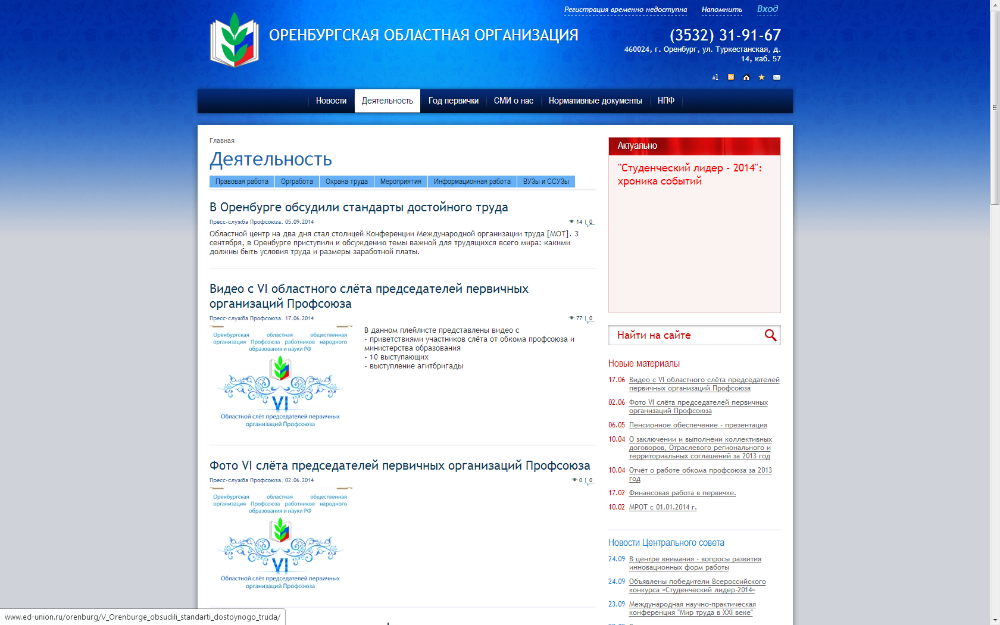 Регистрация временно недоступна
Напомнить
Вход
ОРЕНБУРГСКАЯ ОБЛАСТНАЯ ОРГАНИЗАЦИЯ
(3532) 31-91-67
460024, г. Оренбург, ул. Туркестанская, д.
14, каб. 57
#1
Новости
Деятельность
Год первички
СМИ о нас
Нормативные документы
НПФ
Главная
Деятельность
Правовая работа
Оргработа
Охрана труда
Мероприятия
Информационная работа
ВУЗы и ССУЗы
В Оренбурге обсудили стандарты достойного труда
Пресс-служба Профсоюза. 05.09.2014
14
0
Областной центр на два дня стал столицей Конференции Международной организации труда [МОТ]. 3
сентября, в Оренбурге приступили к обсуждению темы важной для трудящихся всего мира: какими
должны быть условия труда и размеры заработной платы.
Видео с VI областного слёта председателей первичных
организаций Профсоюза
Пресс-служба Профсоюза. 17.06.2014
77
0
Оренбургская областная общественная
организация Профсоюза работников народного
образования и науки РФ
VI
Областной слёт председателей первичных
организаций Профсоюза
В данном плейлисте представлены видео с
- приветствиями участников слёта от обкома профсоюза и
министерства образования
- 10 выступающих
- выступление агитбригады
Фото VI слёта председателей первичных организаций Профсоюза
Пресс-служба Профсоюза. 02.06.2014
0
0
Оренбургская областная общественная
организация Профсоюза работников народного
образования и науки РФ
VI
Областной слёт председателей первичных
организаций Профсоюза
Актуально
"Студенческий лидер - 2014":
хроника событий
Найти на сайте
Новые материалы
17.06 Видео с VI областного слёта председателей
первичных организаций Профсоюза
02.06 Фото VI слёта председателей первичных
организаций Профсоюза
06.05 Пенсионное обеспечение - презентация
10.04 О заключении и выполнеии коллективных
договоров, Отраслевого регионального и
территориальных соглашений за 2013 год
10.04 Отчёт о работе обкома профсоюза за 2013
год
17.02 Финансовая работа в первичке.
10.02 МРОТ с 01.01.2014 г.
Новости Центрального совета
24.09 В центре внимания - вопросы развития
инновационных форм работы
24.09 Объявлены победители Всероссийского
конкурса «Студенческий лидер-2014»
23.09 Международная научно-практическая
конференция "Мир труда в XXI веке"
www.ed-union.ru/orenburg/V_Orenburge_obsudili_standarti_dostoynogo_truda/